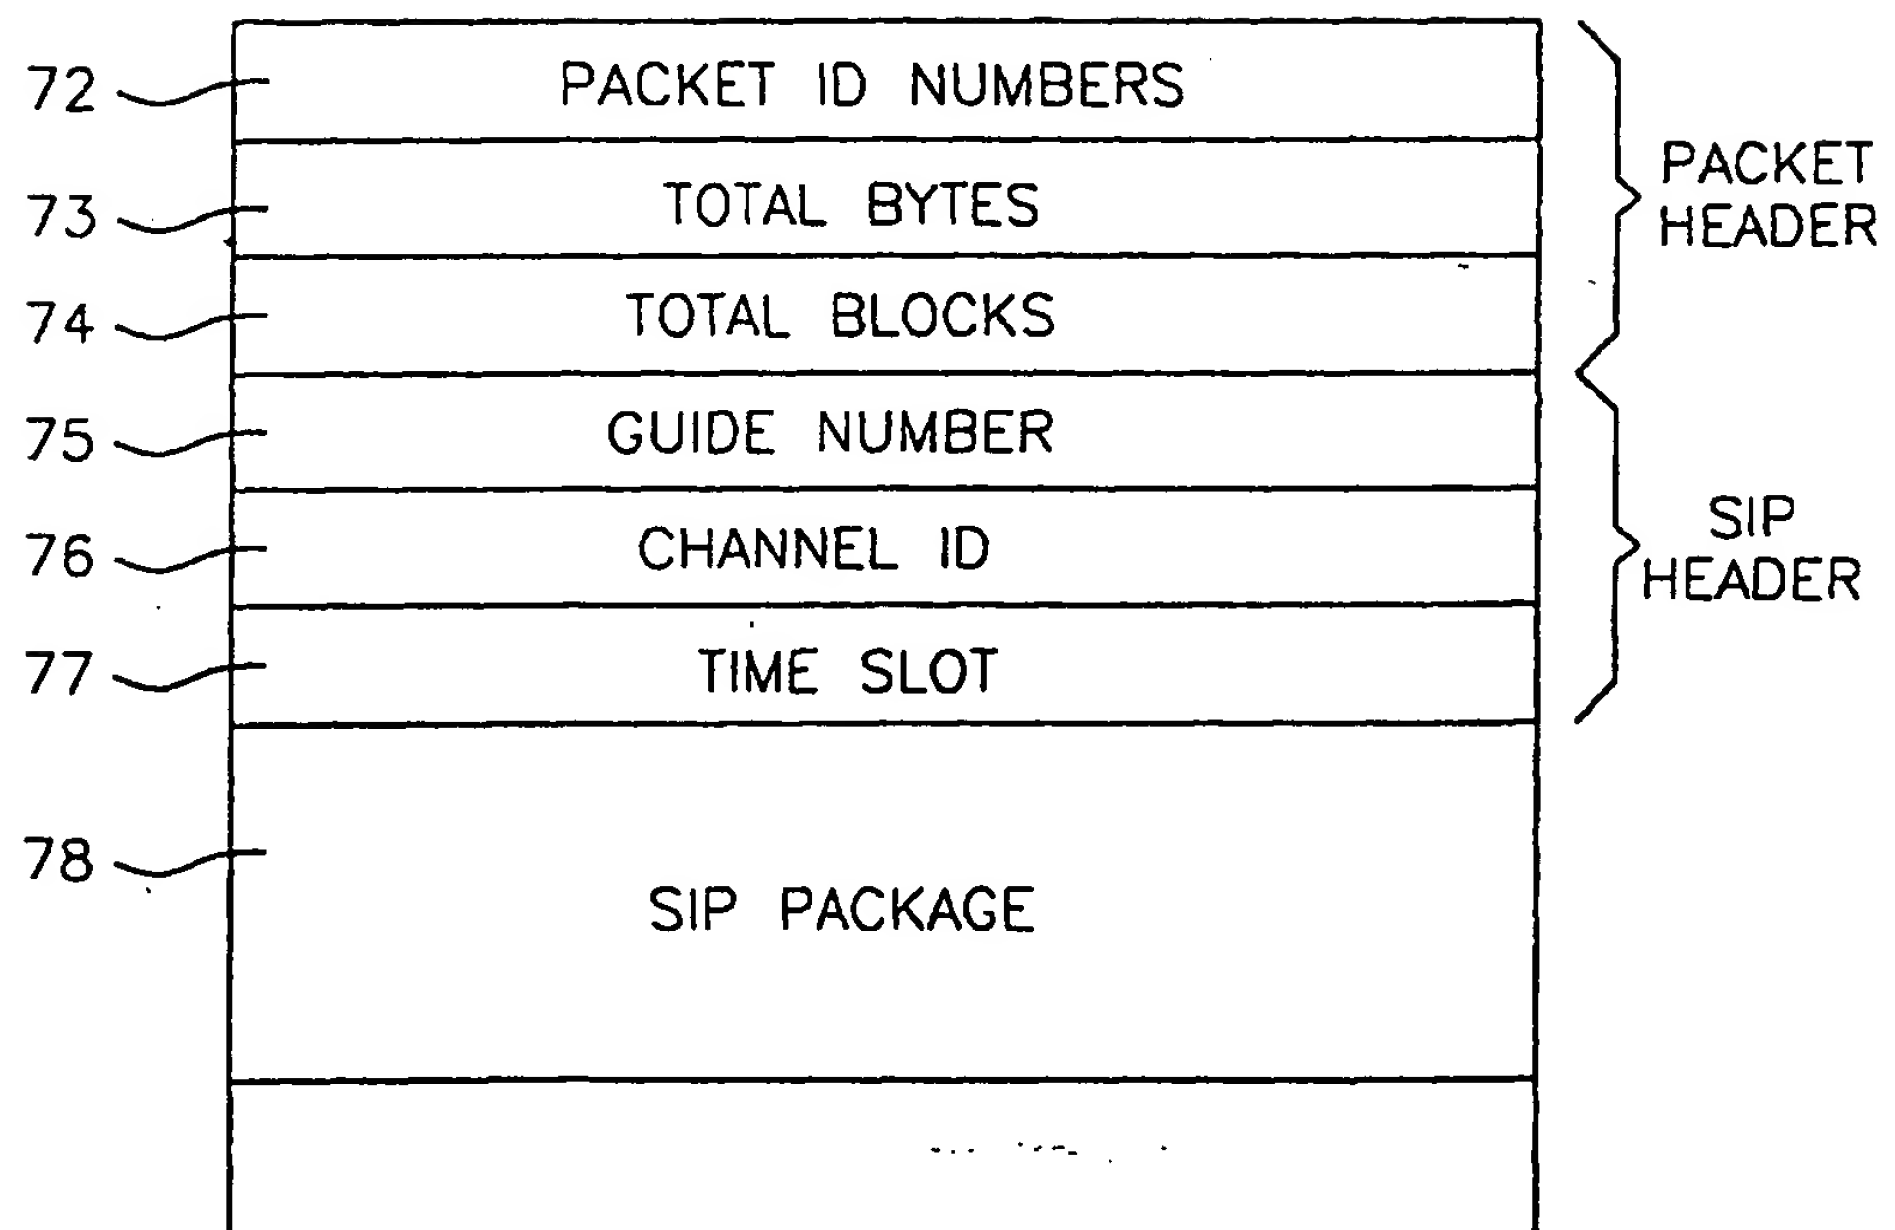 72 PACKET ID NUMBERS
73 TOTAL BYTES
74 TOTAL BLOCKS
PACKET
HEADER
75 GUIDE NUMBER
76 CHANNEL ID
77 TIME SLOT
SIP
HEADER
78 SIP PACKAGE